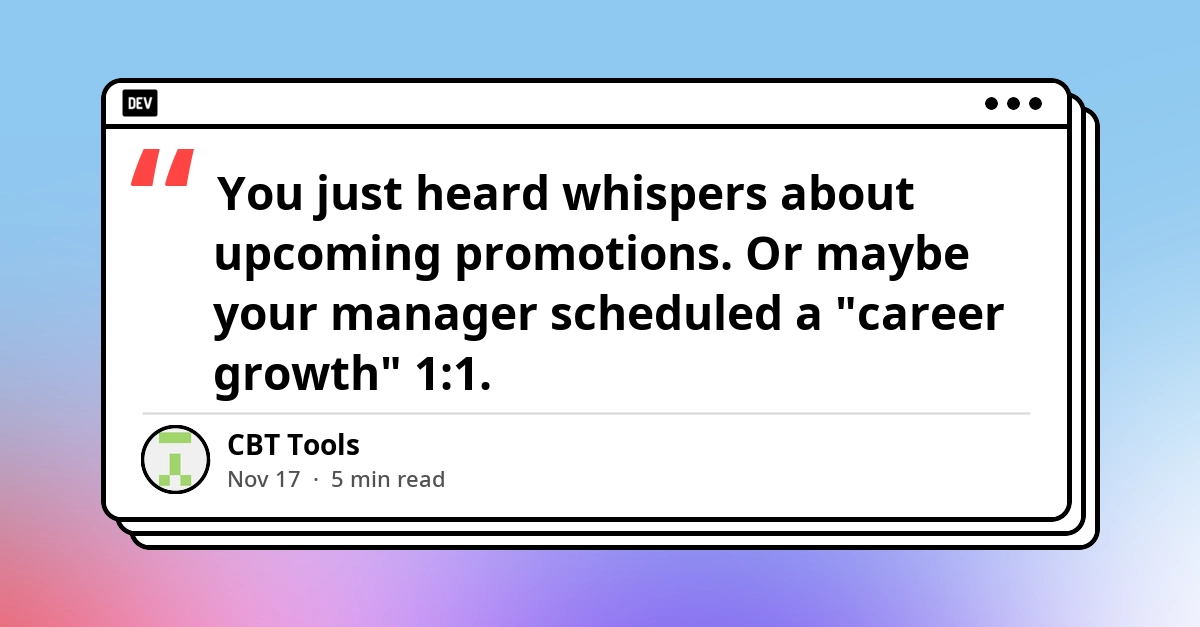 DEV
“ You just heard whispers about
upcoming promotions. Or maybe
your manager scheduled a "career
growth" 1:1.
CBT Tools
Nov 17 · 5 min read